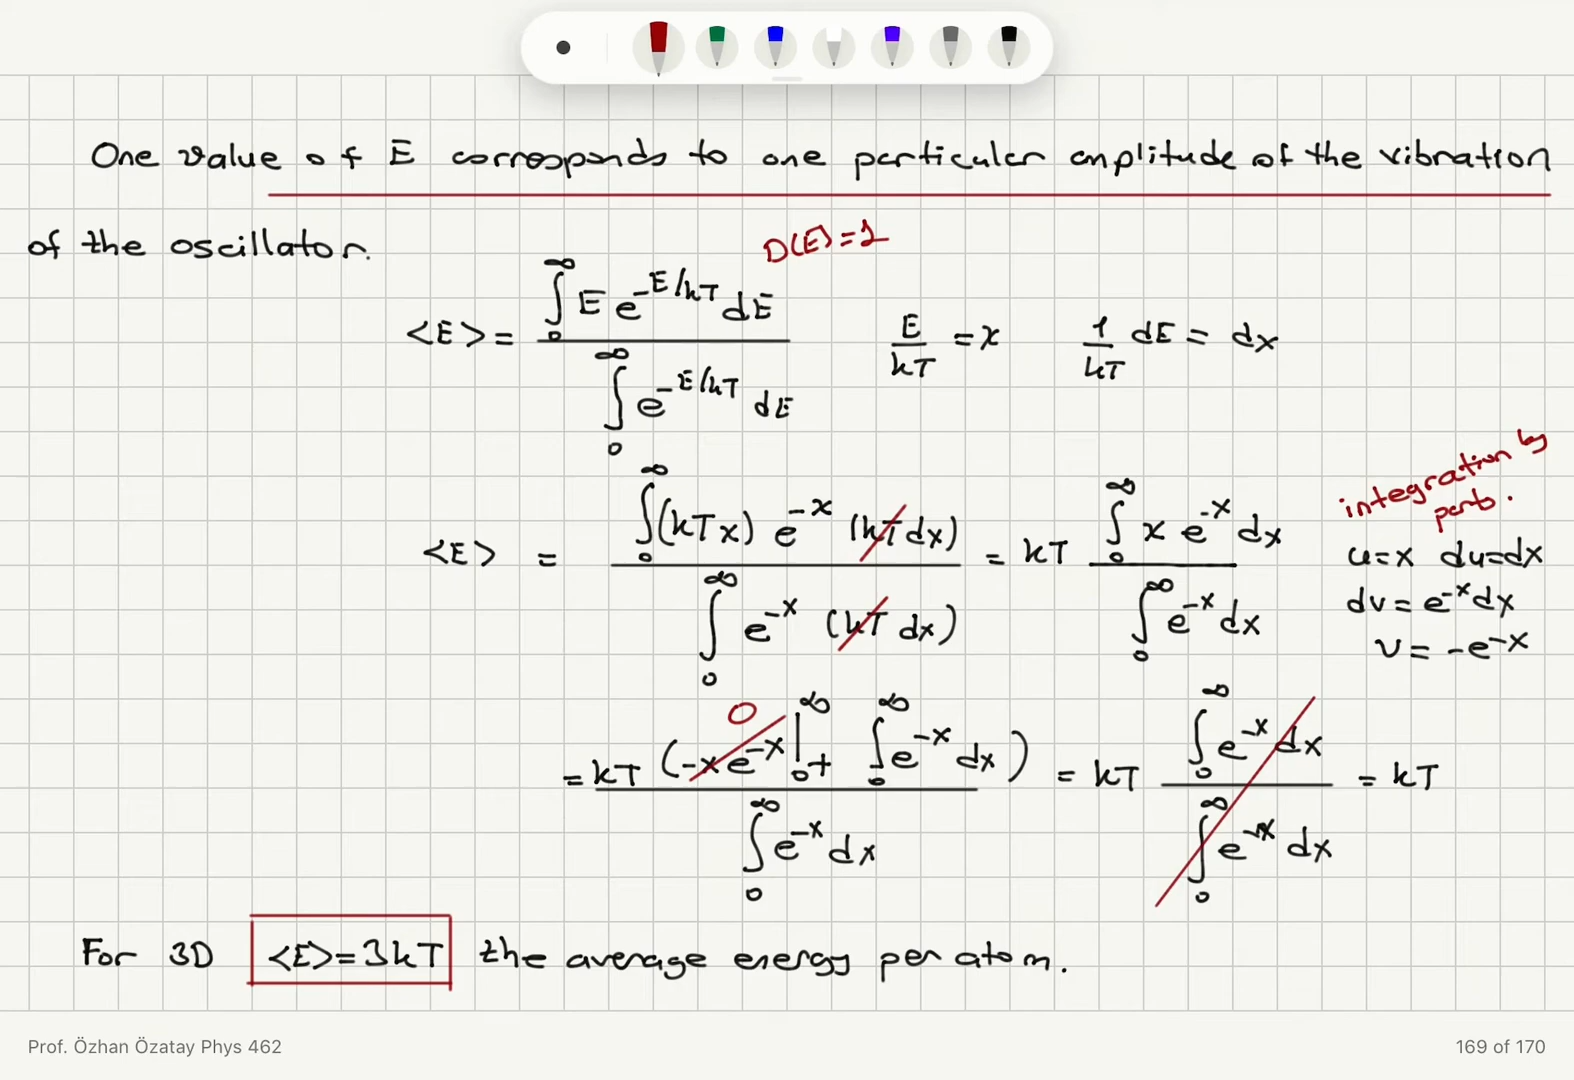 One value of E corresponds to one particular amplitude of the vibration
of the oscillator.
D(E)=1
<E> = ∫₀^∞ E e^(-E/kT) dE / ∫₀^∞ e^(-E/kT) dE    E/kT = x    1/kT dE = dx
integration by
parts.
<E> = ∫₀^∞ (kTx) e^(-x) (kT dx) / ∫₀^∞ e^(-x) (kT dx) = kT ∫₀^∞ x e^(-x) dx / ∫₀^∞ e^(-x) dx
u=x  du=dx
dv = e^(-x) dx
v = -e^(-x)
0
= kT (-x e^(-x) |₀^∞ + ∫₀^∞ e^(-x) dx) / ∫₀^∞ e^(-x) dx = kT ∫₀^∞ e^(-x) dx / ∫₀^∞ e^(-x) dx = kT
For 3D <E> = 3kT the average energy per atom.
Prof. Özhan Özatay Phys 462
169 of 170